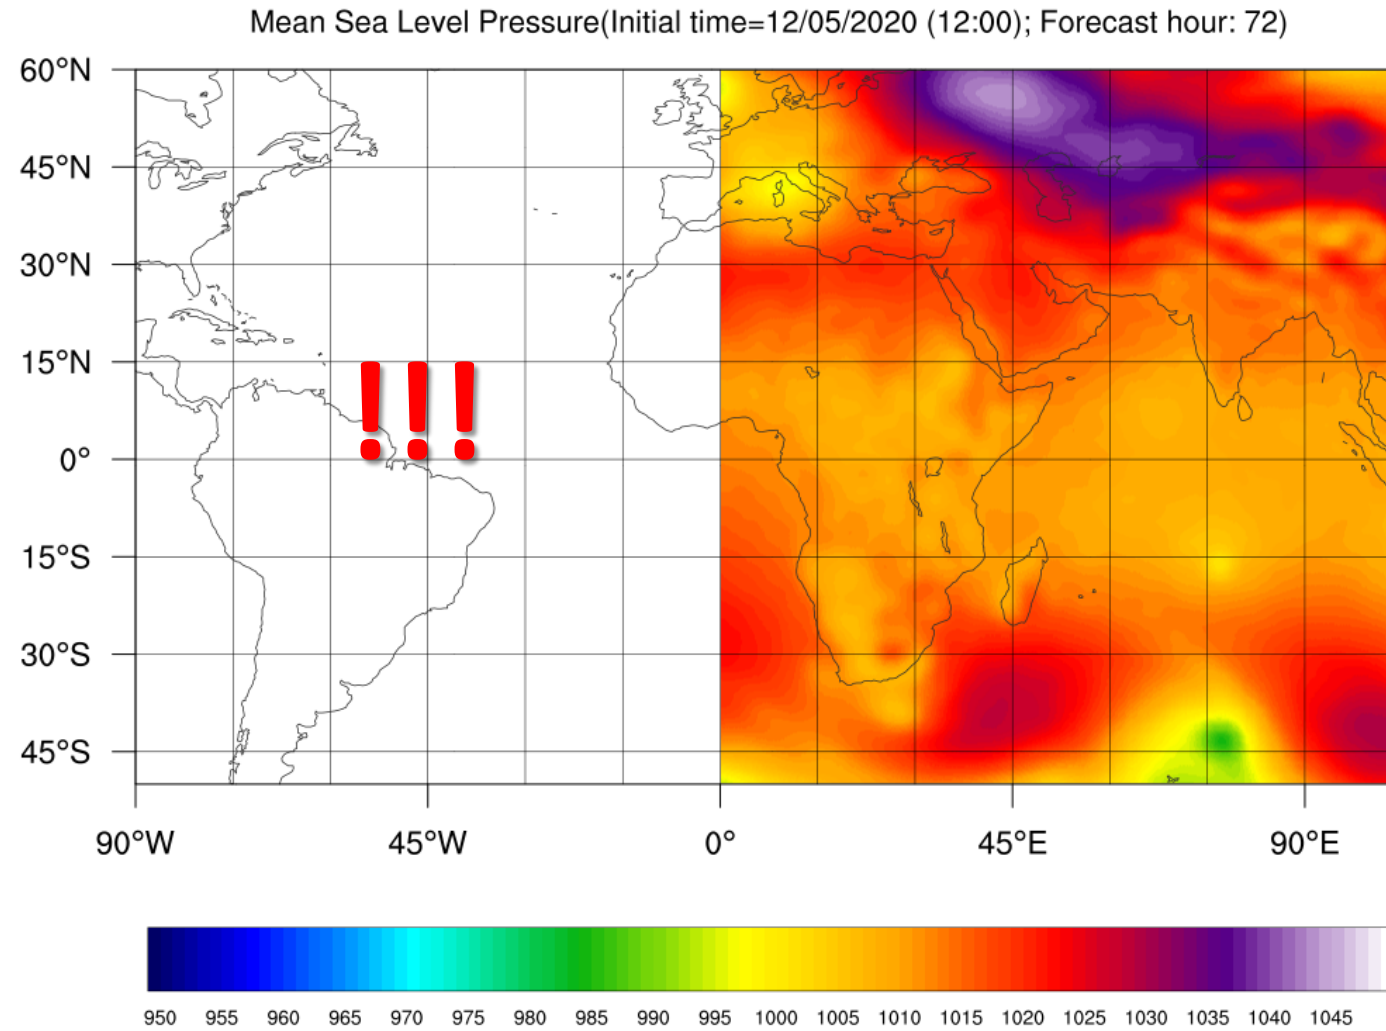 Mean Sea Level Pressure(Initial time=12/05/2020 (12:00); Forecast hour: 72)
60°N
45°N
30°N
15°N
0°
15°S
30°S
45°S
!!!
90°W 45°W 0° 45°E 90°E
950 955 960 965 970 975 980 985 990 995 1000 1005 1010 1015 1020 1025 1030 1035 1040 1045